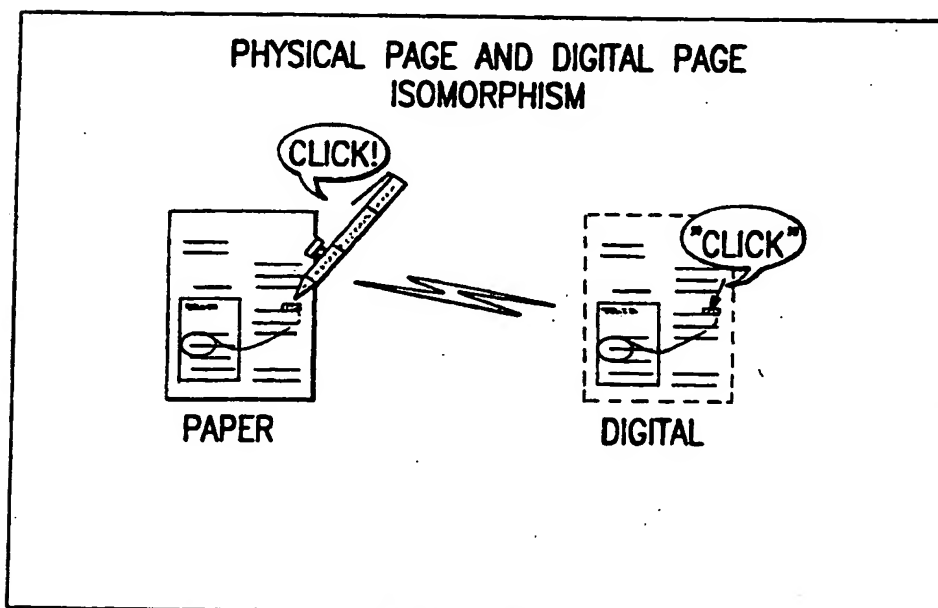 PHYSICAL PAGE AND DIGITAL PAGE
ISOMORPHISM
CLICK!
"CLICK"
PAPER
DIGITAL